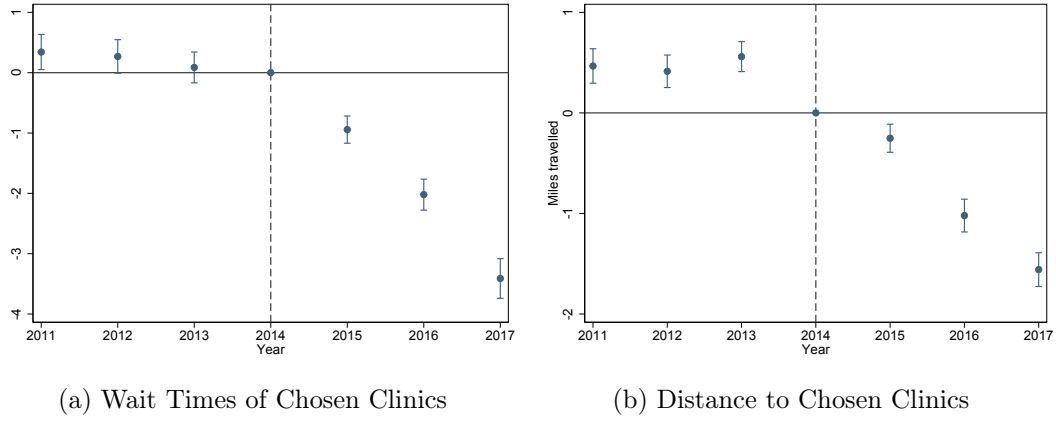 1
0
-1
-2
-3
-4
2011 2012 2013 2014 2015 2016 2017
Year
(a) Wait Times of Chosen Clinics
Miles travelled
1
0
-1
-2
2011 2012 2013 2014 2015 2016 2017
Year
(b) Distance to Chosen Clinics